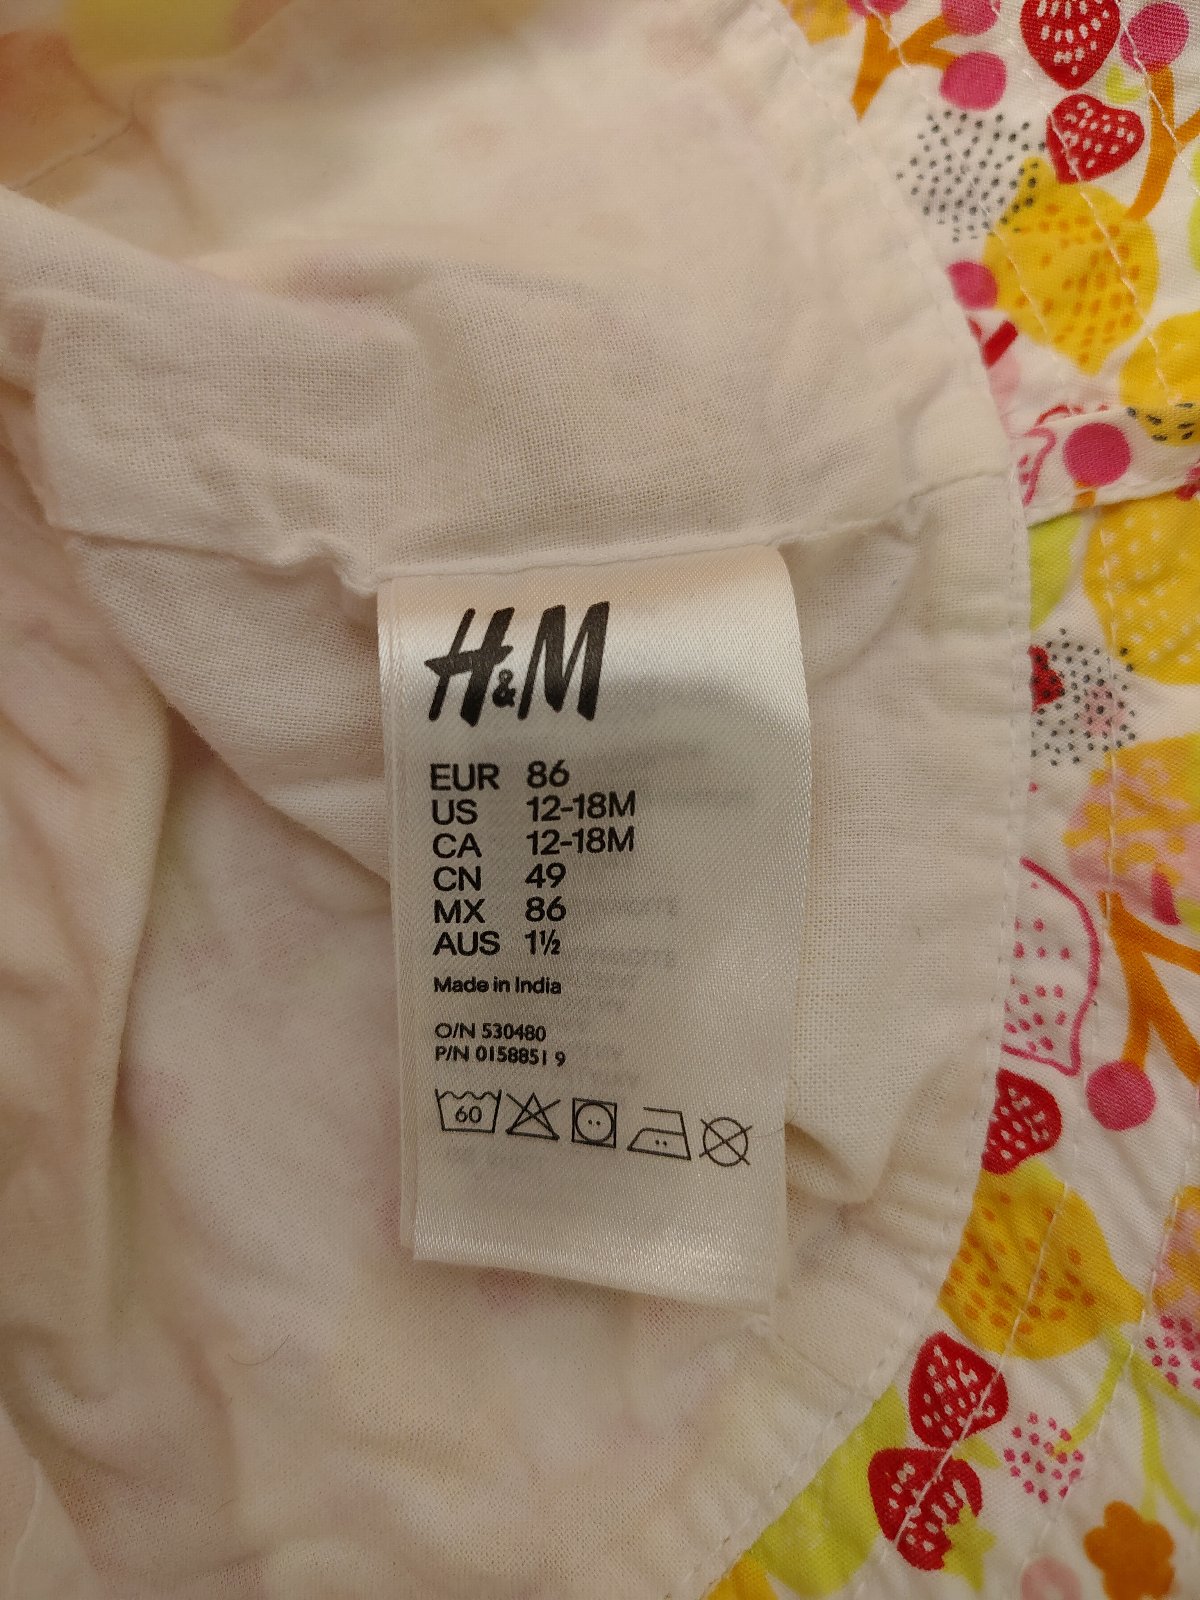 H&M
EUR 86
US 12-18M
CA 12-18M
CN 49
MX 86
AUS 1½
Made in India
O/N 530480
P/N 0158851 9
60